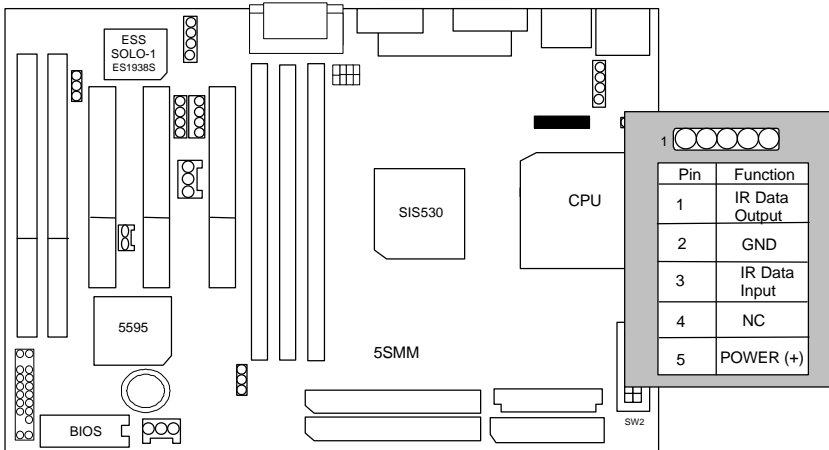 ESS
SOLO-1
ES1938S
SIS530
CPU
5595
5SMM
BIOS
SW2
1
Pin Function
1 IR Data
Output
2 GND
3 IR Data
Input
4 NC
5 POWER (+)